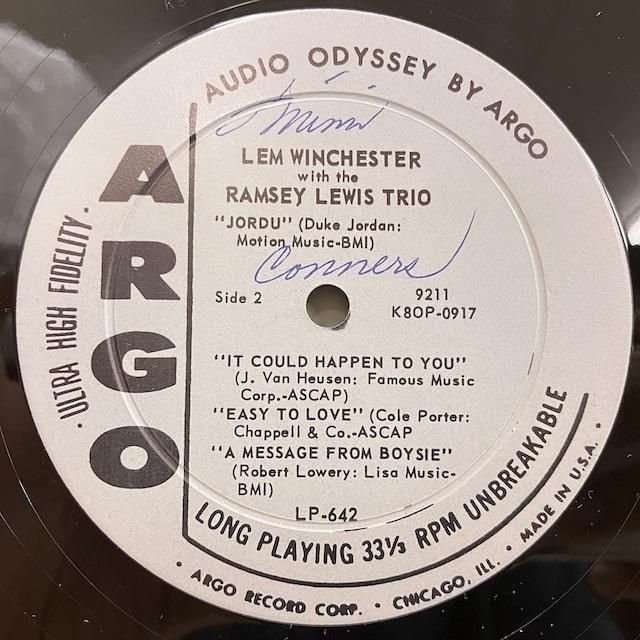 AUDIO ODYSSEY BY ARGO
Mimi
LEM WINCHESTER
with the
RAMSEY LEWIS TRIO
"JORDU" (Duke Jordan:
Motion Music-BMI)
Conners
Side 2
9211
K8OP-0917
"IT COULD HAPPEN TO YOU"
(J. Van Heusen: Famous Music
Corp.-ASCAP)
"EASY TO LOVE" (Cole Porter:
Chappell & Co.-ASCAP
"A MESSAGE FROM BOYSIE"
(Robert Lowery: Lisa Music-
BMI)
LP-642
ARGO
· ULTRA HIGH FIDELITY ·
LONG PLAYING 33⅓ RPM UNBREAKABLE
· ARGO RECORD CORP. · CHICAGO, ILL. · MADE IN U.S.A. ·